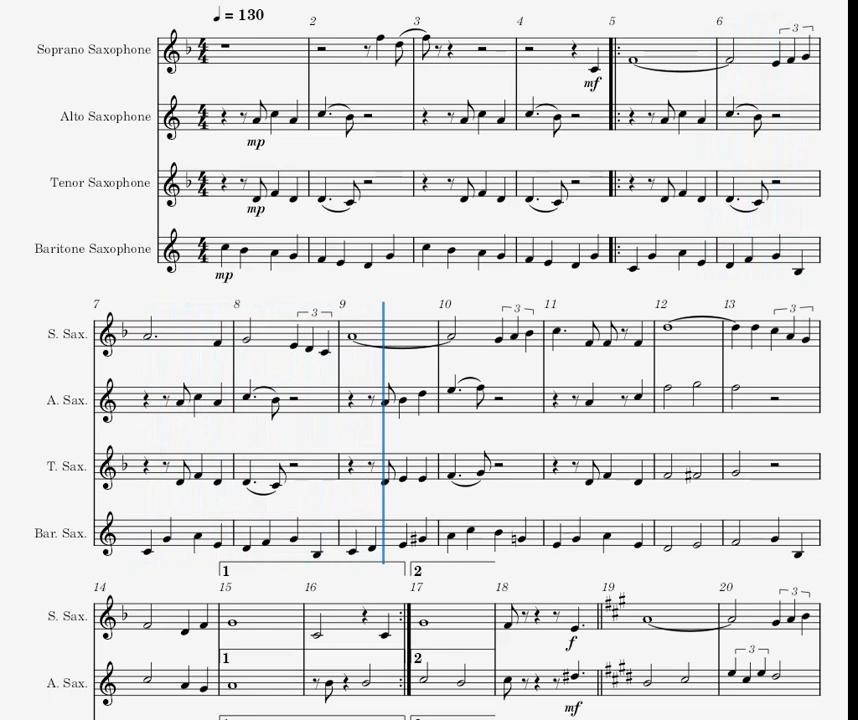 ♩ = 130
2 3 4 5 6
Soprano Saxophone
3
mf
Alto Saxophone
mp
Tenor Saxophone
mp
Baritone Saxophone
mp
7 8 9 10 11 12 13
S. Sax.
3 3 3
A. Sax.
T. Sax.
Bar. Sax.
1 2
14 15 16 17 18 19 20
S. Sax.
3
f
1 2
A. Sax.
3
mf
1 2